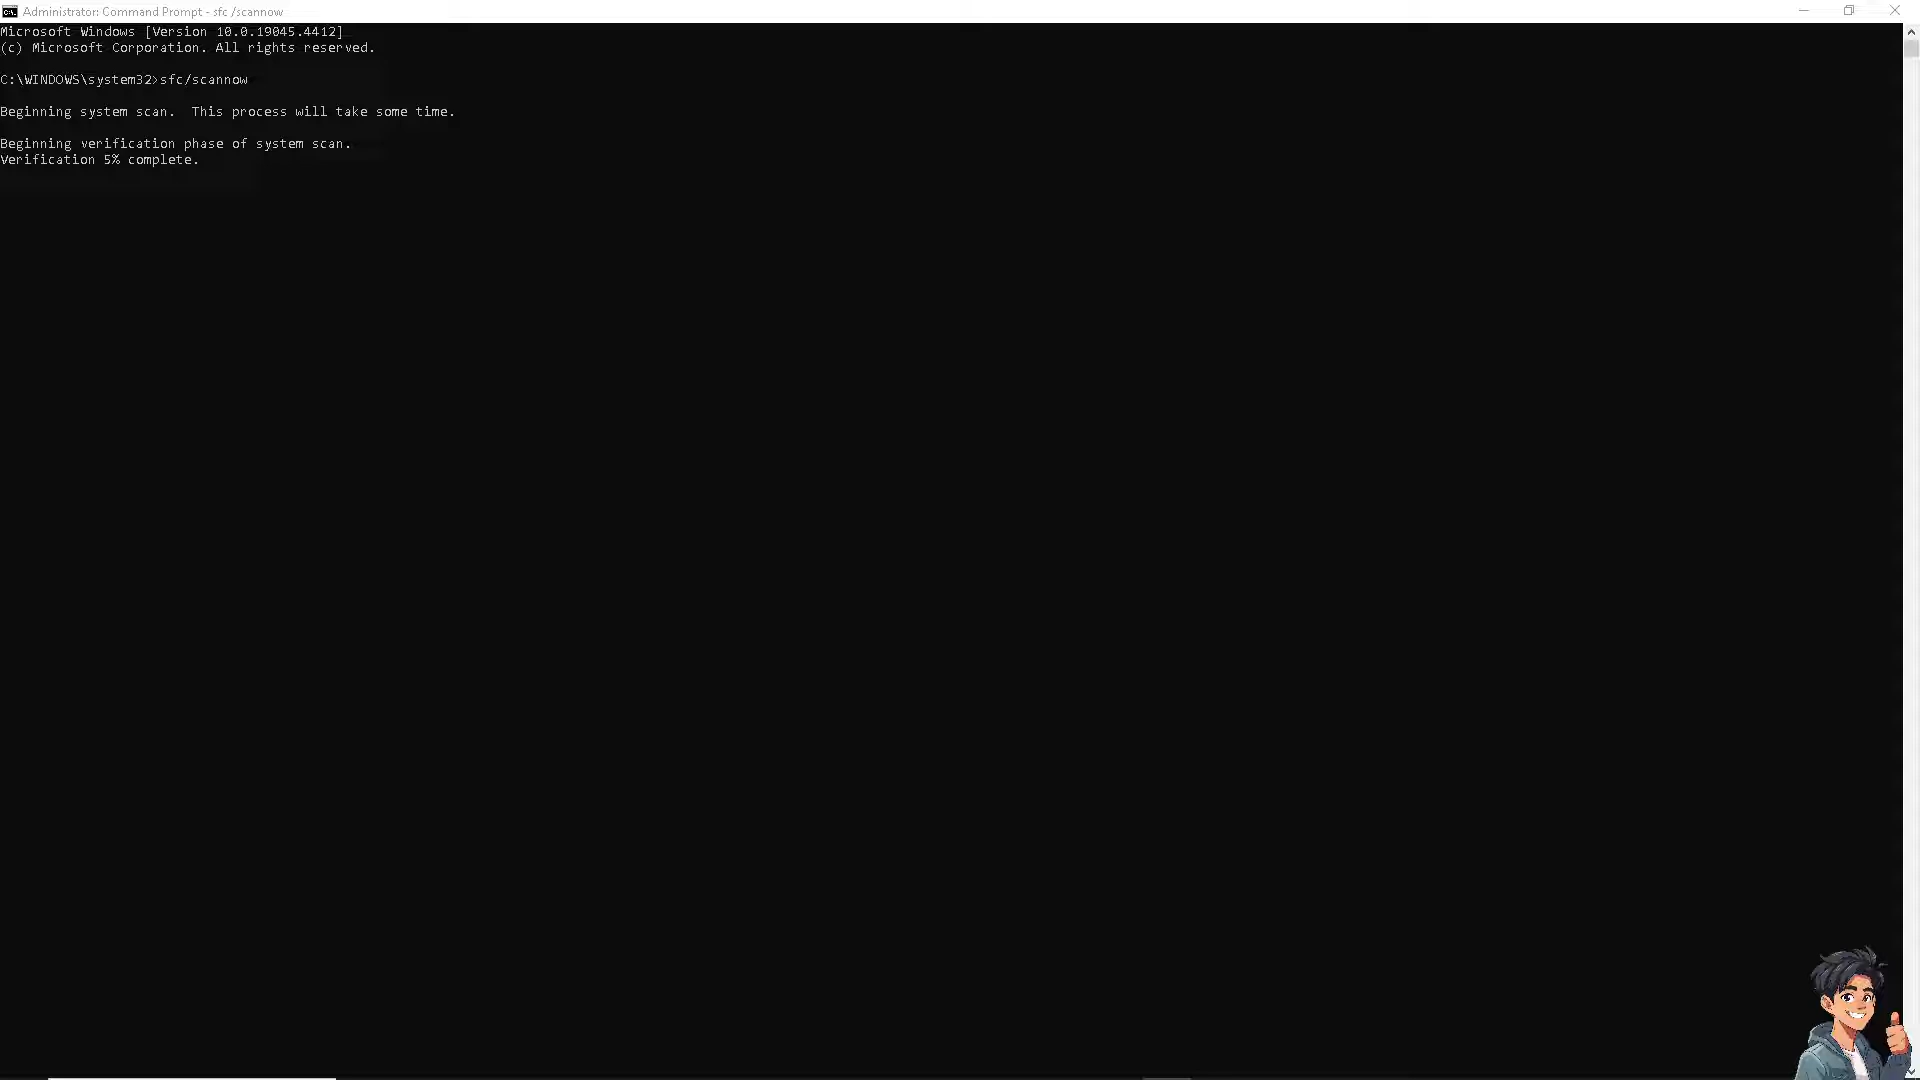 Administrator: Command Prompt - sfc /scannow
Microsoft Windows [Version 10.0.19045.4412]
(c) Microsoft Corporation. All rights reserved.
C:\WINDOWS\system32>sfc/scannow
Beginning system scan.  This process will take some time.
Beginning verification phase of system scan.
Verification 5% complete.